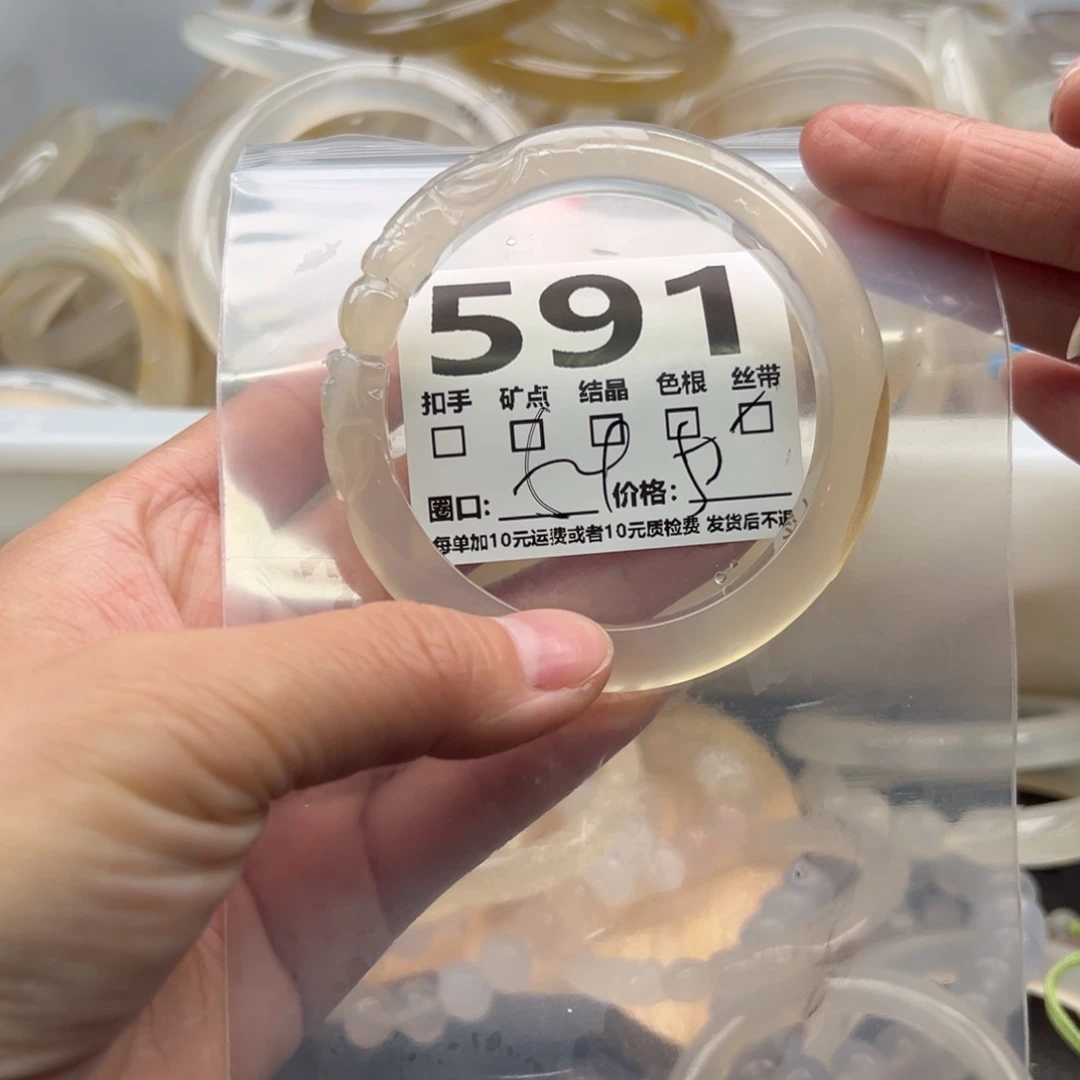 591
扣手 矿点 结晶 色根 丝带
圈口: 价格:
每单加10元运费或者10元质检费 发货后不退